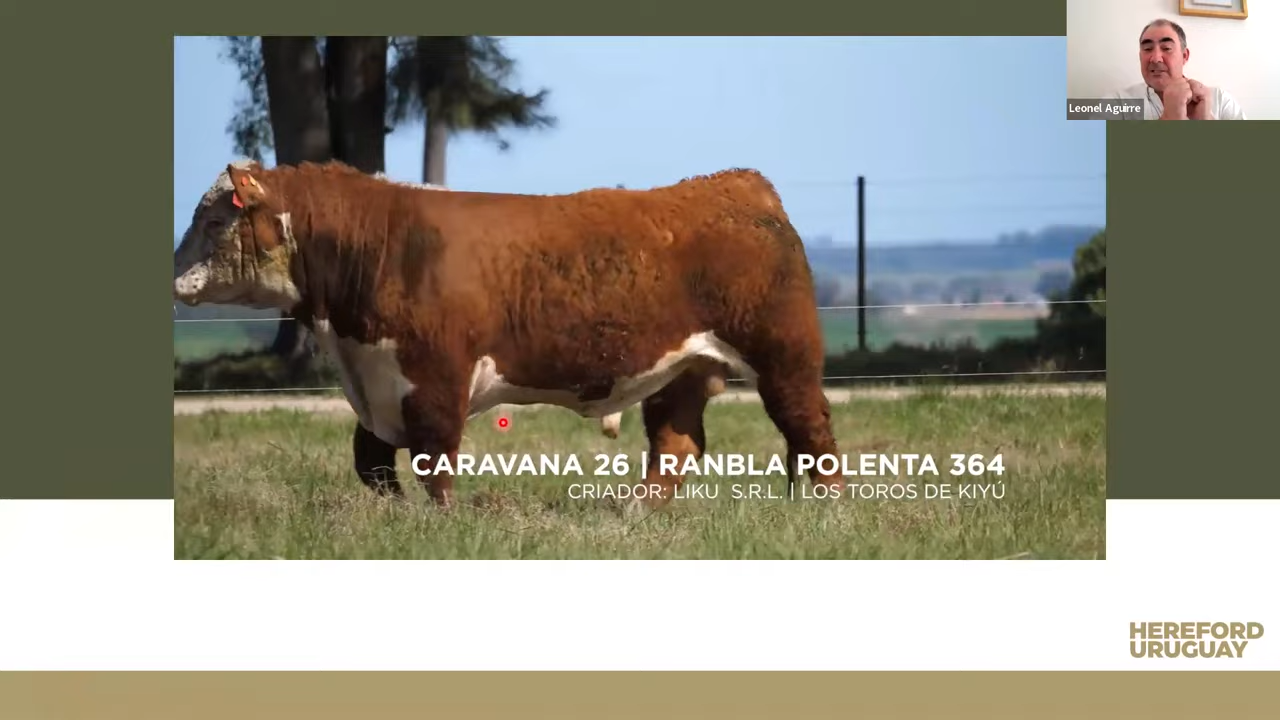 Leonel Aguirre
CARAVANA 26 | RANBLA POLENTA 364
CRIADOR: LIKU S.R.L. | LOS TOROS DE KIYÚ
HEREFORD
URUGUAY